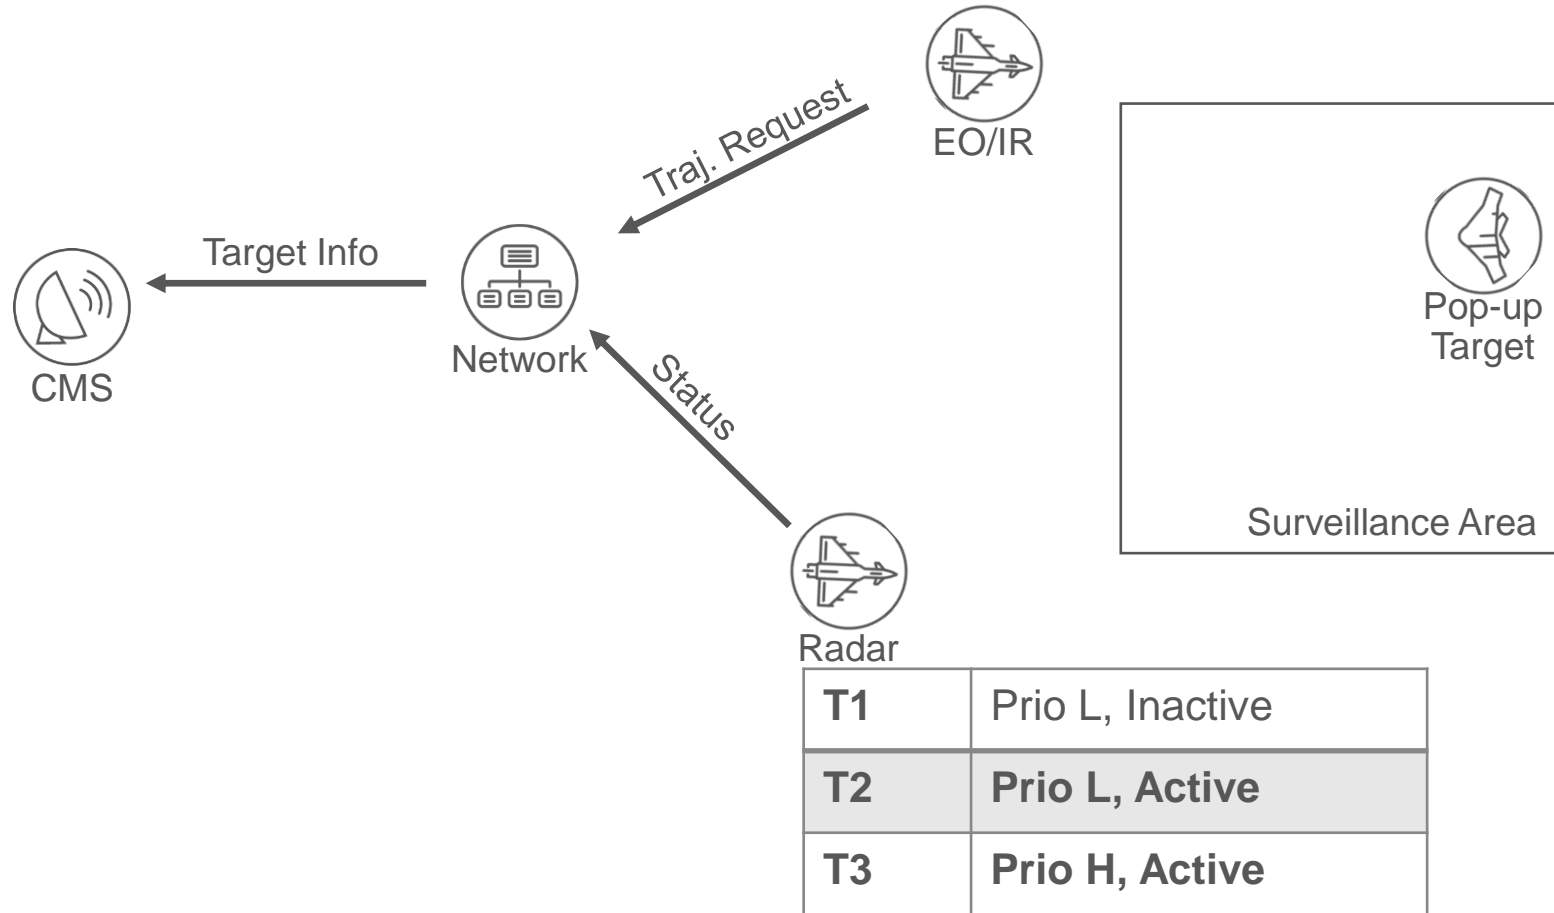 Traj. Request
EO/IR
Target Info
CMS
Network
Status
Pop-up
Target
Surveillance Area
Radar
T1 Prio L, Inactive
T2 Prio L, Active
T3 Prio H, Active